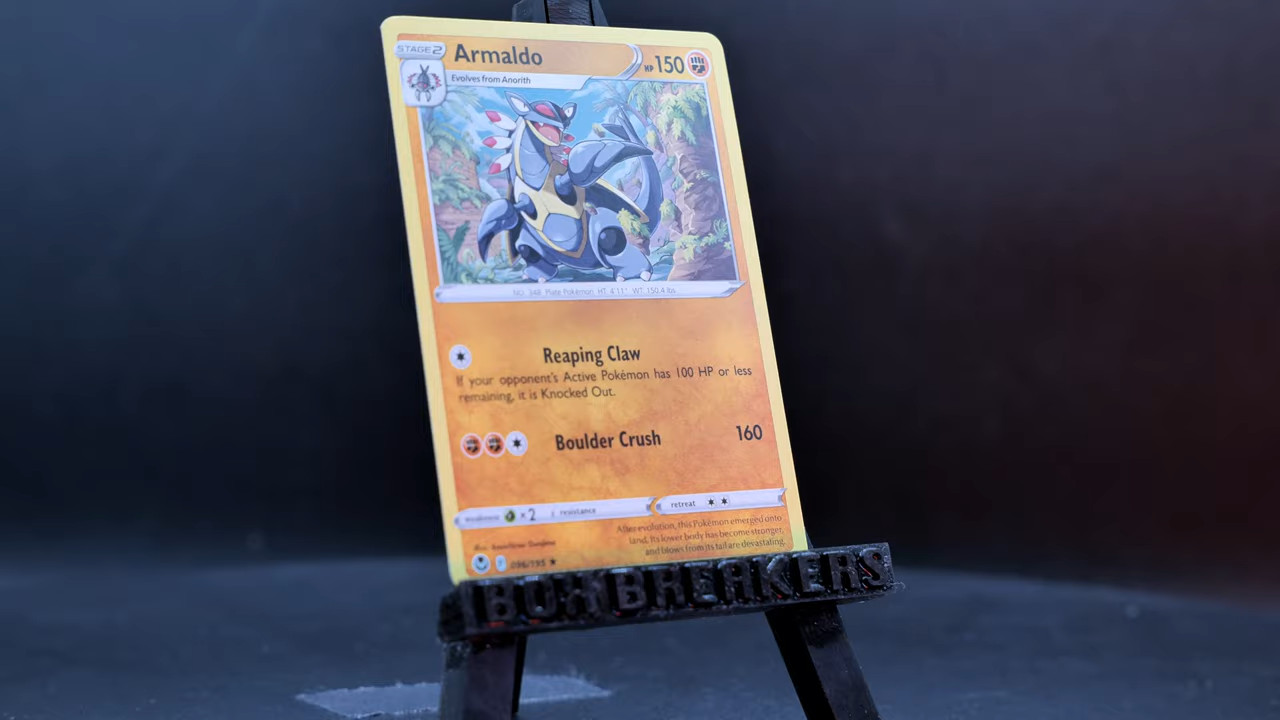 STAGE2
Armaldo
HP 150
Evolves from Anorith
NO. 348 Plate Pokémon HT. 4'11" WT. 150.4 lbs.
Reaping Claw
If your opponent's Active Pokémon has 100 HP or less
remaining, it is Knocked Out.
Boulder Crush 160
weakness ×2 resistance retreat
After evolution, this Pokémon emerged onto
land. Its lower body has become stronger,
and blows from its tail are devastating.
Illus.
096/195 ★
BOXBREAKERS